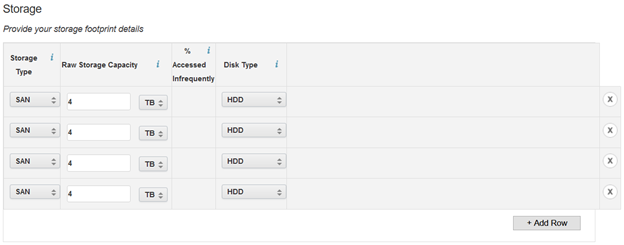 Storage
Provide your storage footprint details
Storage Type i
Raw Storage Capacity i
% i
Accessed
Infrequently
Disk Type i
SAN 4 TB HDD X
SAN 4 TB HDD X
SAN 4 TB HDD X
SAN 4 TB HDD X
+ Add Row